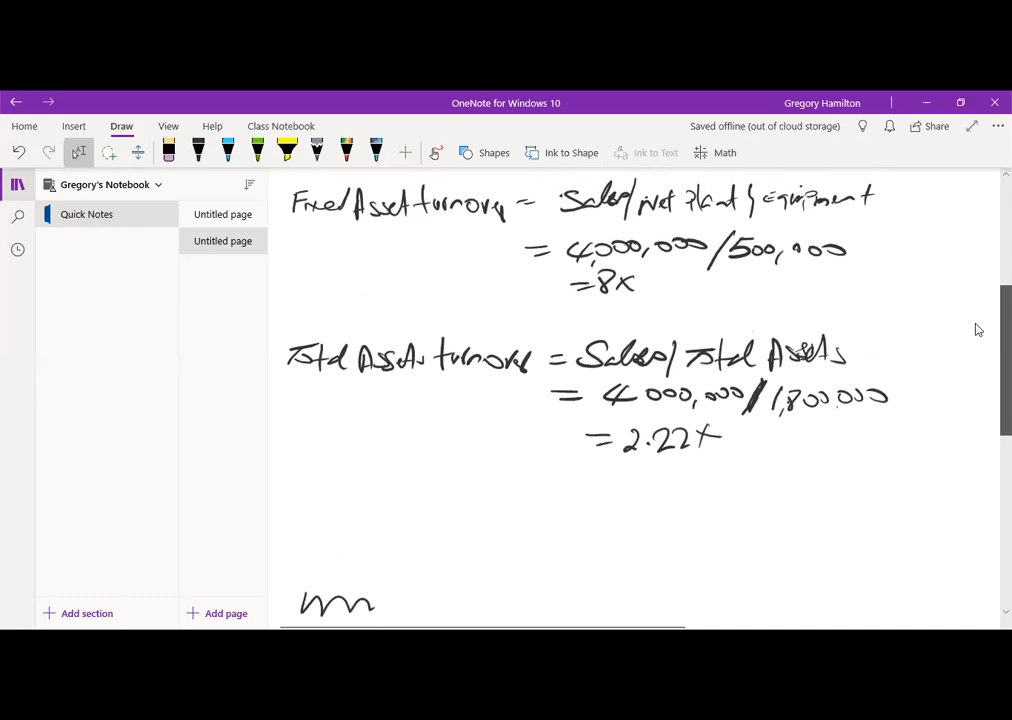 OneNote for Windows 10
Gregory Hamilton
Home Insert Draw View Help Class Notebook
Saved offline (out of cloud storage)
Share
Shapes
Ink to Shape
Ink to Text
Math
Gregory's Notebook
Quick Notes
Untitled page
Untitled page
Fixed Asset turnover = Sales/Net Plant & Equipment
= 4,000,000/500,000
= 8x
Total Assets turnover = Sales/Total Assets
= 4 000,000/1,800,000
= 2.22x
+ Add section
+ Add page